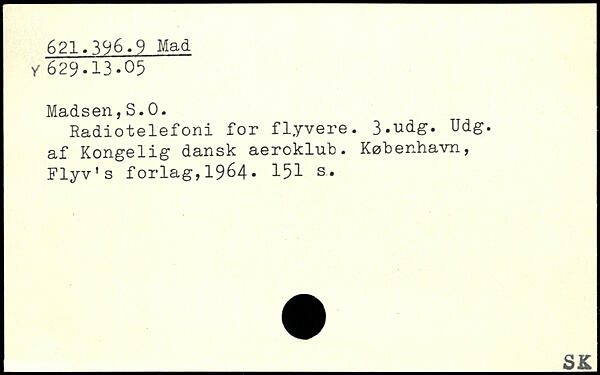 621.396.9 Mad
Y 629.13.05
Madsen,S.O.
Radiotelefoni for flyvere. 3.udg. Udg.
af Kongelig dansk aeroklub. København,
Flyv's forlag,1964. 151 s.
SK